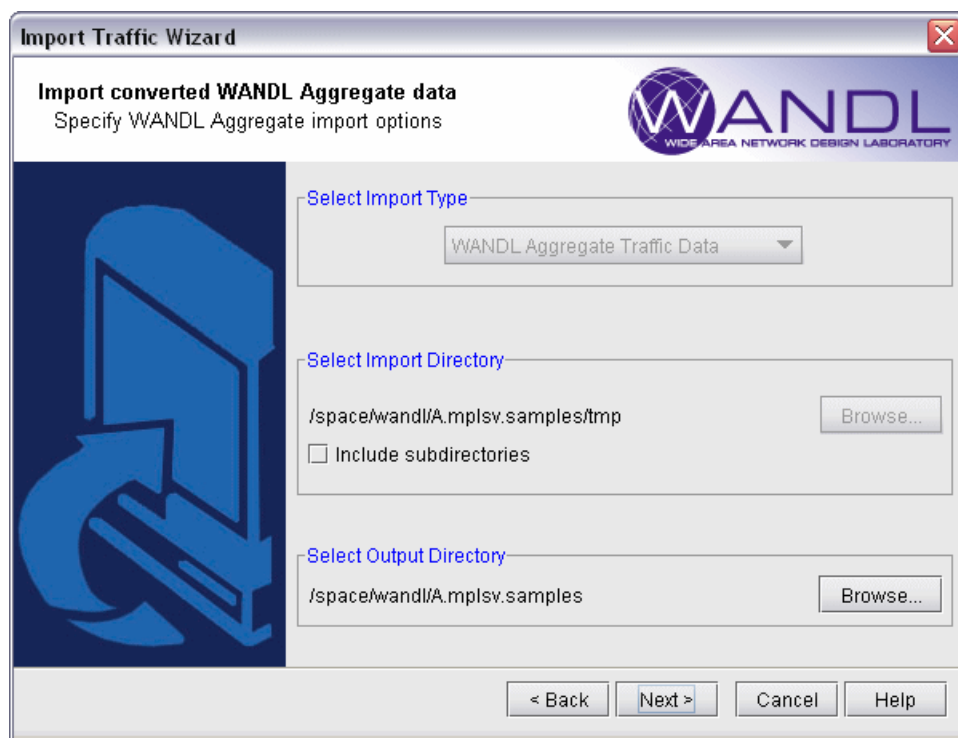 Import Traffic Wizard
Import converted WANDL Aggregate data
Specify WANDL Aggregate import options
WANDL
WIDE AREA NETWORK DESIGN LABORATORY
Select Import Type
WANDL Aggregate Traffic Data
Select Import Directory
/space/wandl/A.mplsv.samples/tmp
Browse...
Include subdirectories
Select Output Directory
/space/wandl/A.mplsv.samples
Browse...
< Back Next > Cancel Help